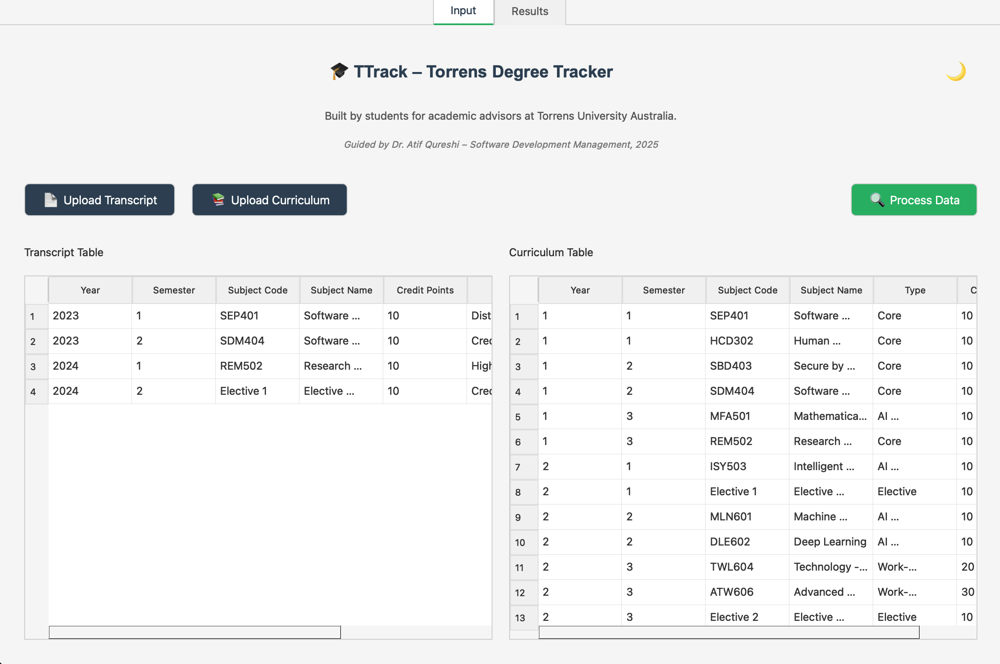 Input Results
🎓 TTrack – Torrens Degree Tracker 🌙
Built by students for academic advisors at Torrens University Australia.
Guided by Dr. Atif Qureshi – Software Development Management, 2025
📄 Upload Transcript 📚 Upload Curriculum 🔍 Process Data
Transcript Table
Year Semester Subject Code Subject Name Credit Points
1 2023 1 SEP401 Software ... 10 Dist
2 2023 2 SDM404 Software ... 10 Cred
3 2024 1 REM502 Research ... 10 High
4 2024 2 Elective 1 Elective ... 10 Cred
Curriculum Table
Year Semester Subject Code Subject Name Type C
1 1 1 SEP401 Software ... Core 10
2 1 1 HCD302 Human ... Core 10
3 1 2 SBD403 Secure by ... Core 10
4 1 2 SDM404 Software ... Core 10
5 1 3 MFA501 Mathematica... AI ... 10
6 1 3 REM502 Research ... Core 10
7 2 1 ISY503 Intelligent ... AI ... 10
8 2 1 Elective 1 Elective ... Elective 10
9 2 2 MLN601 Machine ... AI ... 10
10 2 2 DLE602 Deep Learning AI ... 10
11 2 3 TWL604 Technology -... Work-... 20
12 2 3 ATW606 Advanced ... Work-... 30
13 2 3 Elective 2 Elective ... Elective 10